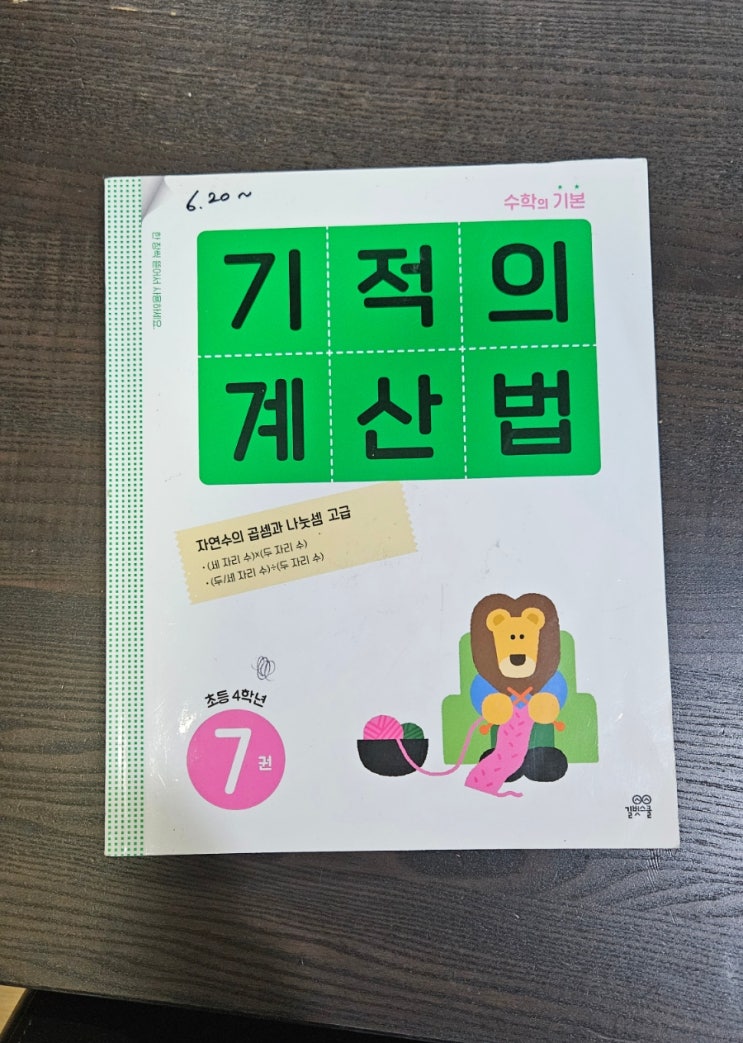 6.20~
수학의 기본
한 장씩 뜯어서 사용하세요.
기적의
계산법
자연수의 곱셈과 나눗셈 고급
· (세 자리 수)×(두 자리 수)
· (두/세 자리 수)÷(두 자리 수)
초등 4학년
7권
길벗스쿨